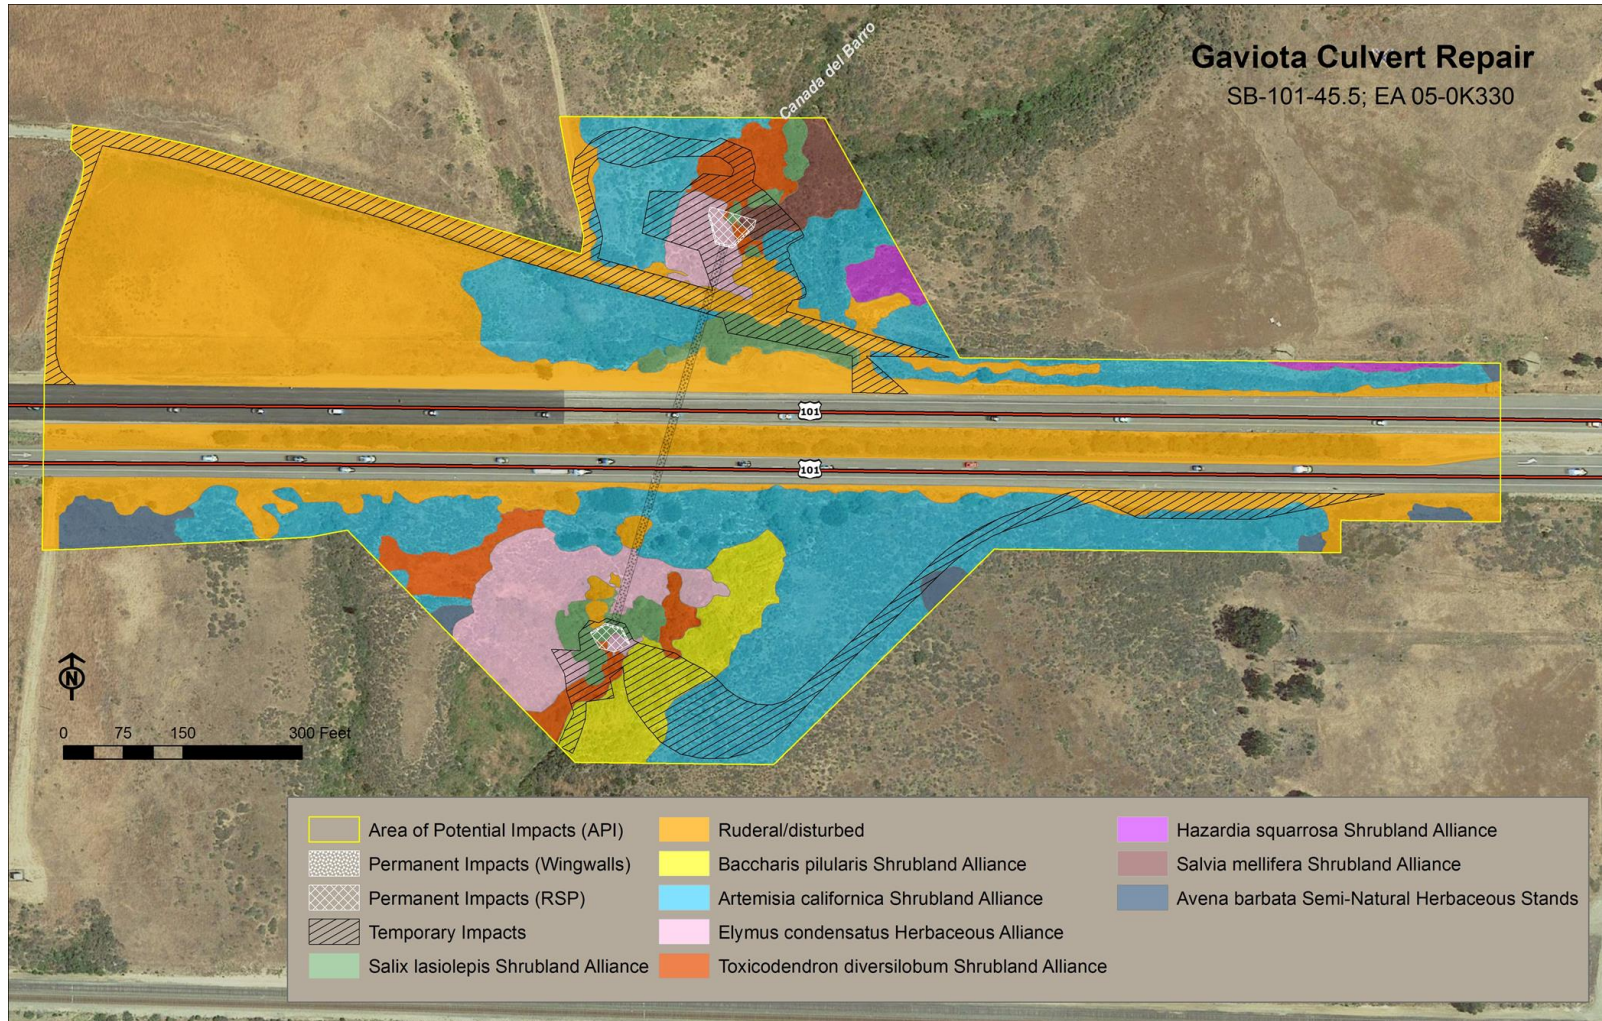 Gaviota Culvert Repair
SB-101-45.5; EA 05-0K330
Canada del Barro
101
101
N
0 75 150 300 Feet
Area of Potential Impacts (API)
Permanent Impacts (Wingwalls)
Permanent Impacts (RSP)
Temporary Impacts
Salix lasiolepis Shrubland Alliance
Ruderal/disturbed
Baccharis pilularis Shrubland Alliance
Artemisia californica Shrubland Alliance
Elymus condensatus Herbaceous Alliance
Toxicodendron diversilobum Shrubland Alliance
Hazardia squarrosa Shrubland Alliance
Salvia mellifera Shrubland Alliance
Avena barbata Semi-Natural Herbaceous Stands